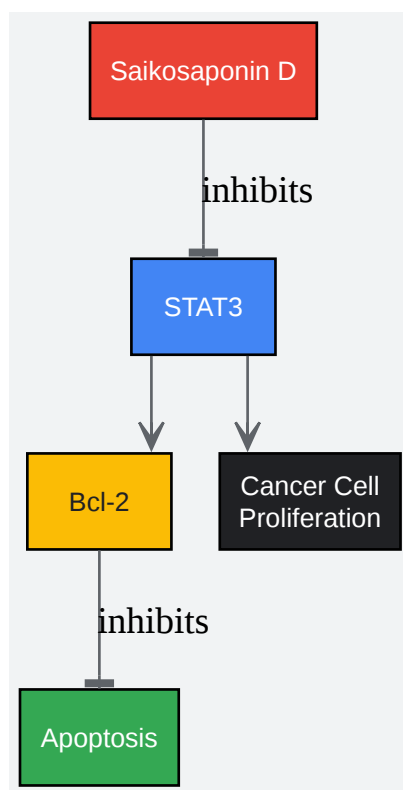 Saikosaponin D
inhibits
STAT3
Bcl-2
Cancer Cell
Proliferation
inhibits
Apoptosis